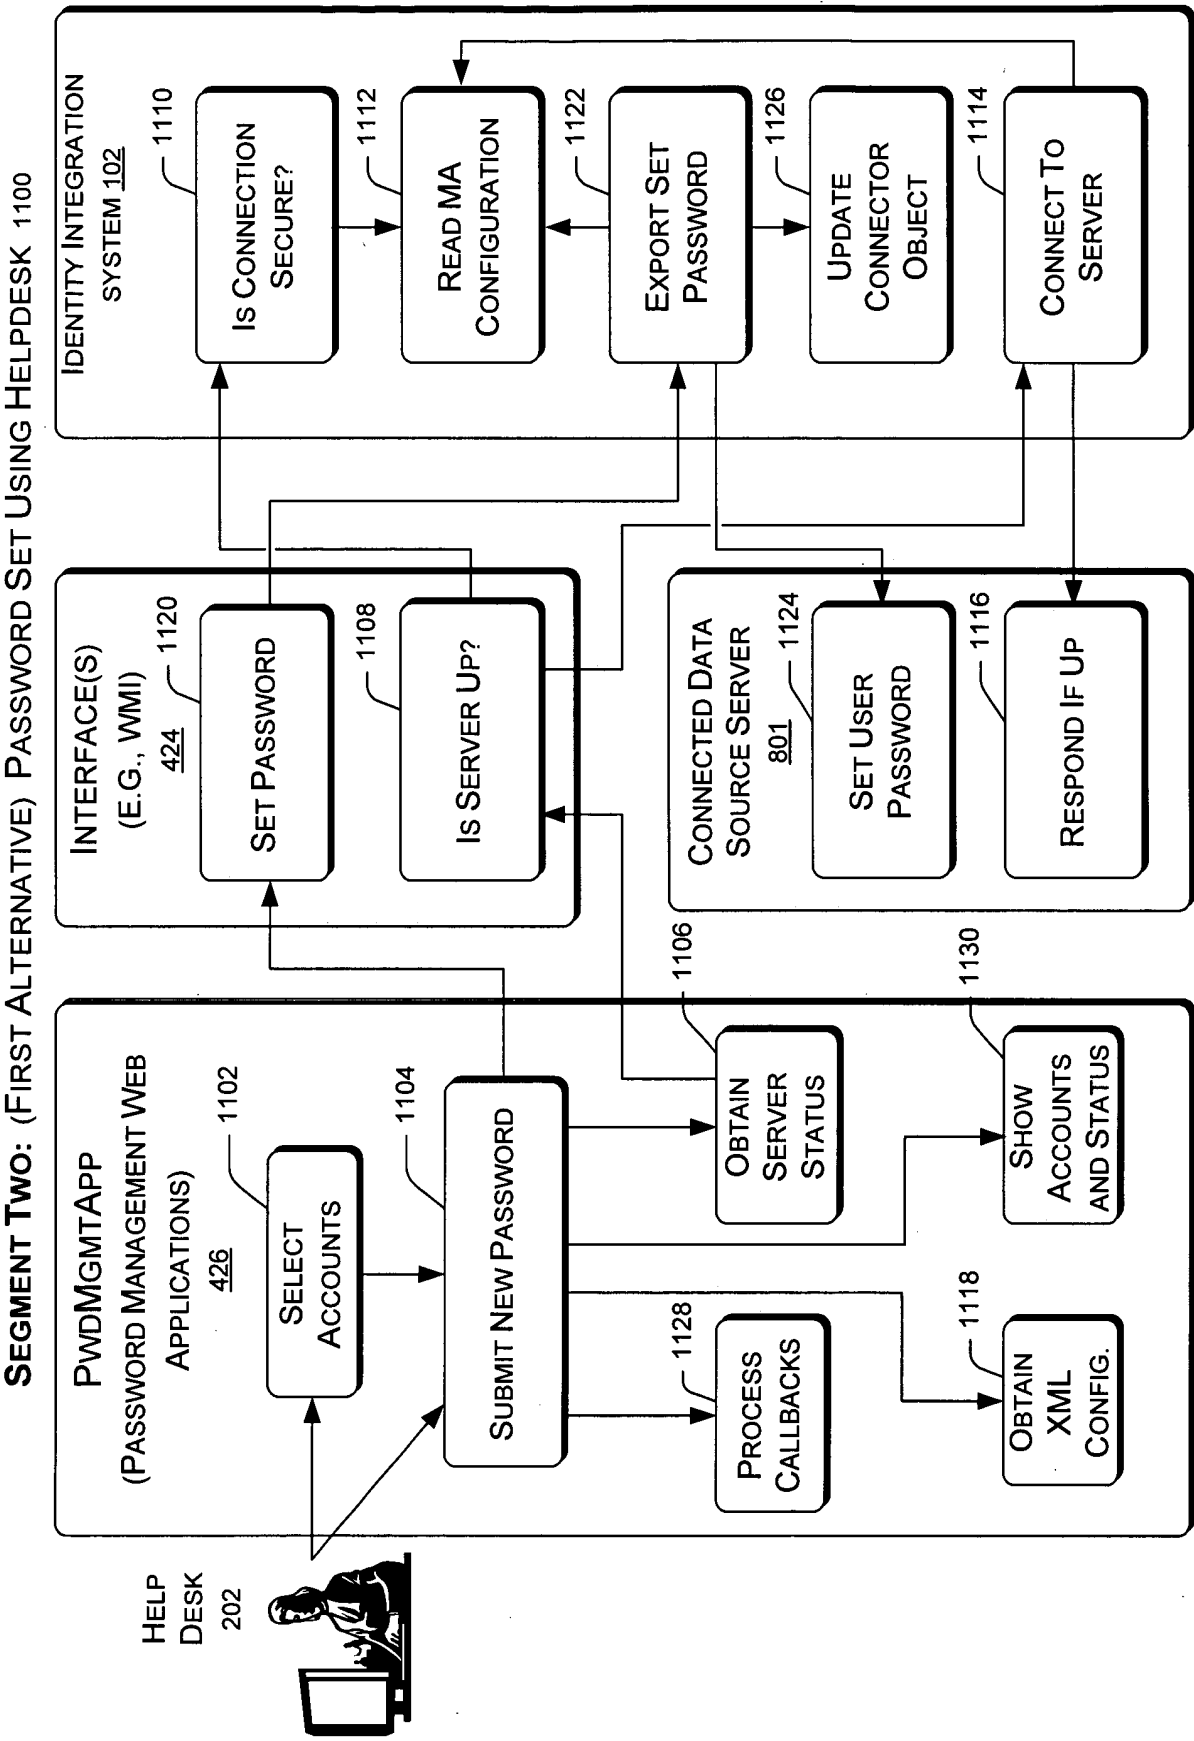 SEGMENT TWO: (FIRST ALTERNATIVE) PASSWORD SET USING HELPDESK 1100
HELP
DESK
202
PWDMGMTAPP
(PASSWORD MANAGEMENT WEB
APPLICATIONS)
426
SELECT
ACCOUNTS
1102
SUBMIT NEW PASSWORD
1104
PROCESS
CALLBACKS
1128
OBTAIN
SERVER
STATUS
1106
OBTAIN
XML
CONFIG.
1118
SHOW
ACCOUNTS
AND STATUS
1130
INTERFACE(S)
(E.G., WMI)
424
SET PASSWORD
1120
IS SERVER UP?
1108
CONNECTED DATA
SOURCE SERVER
801
SET USER
PASSWORD
1124
RESPOND IF UP
1116
IDENTITY INTEGRATION
SYSTEM 102
IS CONNECTION
SECURE?
1110
READ MA
CONFIGURATION
1112
EXPORT SET
PASSWORD
1122
UPDATE
CONNECTOR
OBJECT
1126
CONNECT TO
SERVER
1114